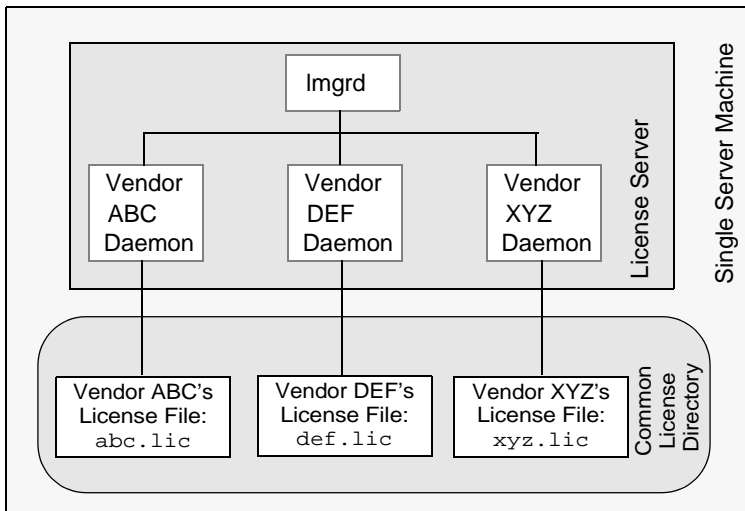 lmgrd
Vendor
ABC
Daemon
Vendor
DEF
Daemon
Vendor
XYZ
Daemon
License Server
Single Server Machine
Vendor ABC's
License File:
abc.lic
Vendor DEF's
License File:
def.lic
Vendor XYZ's
License File:
xyz.lic
Common
License
Directory